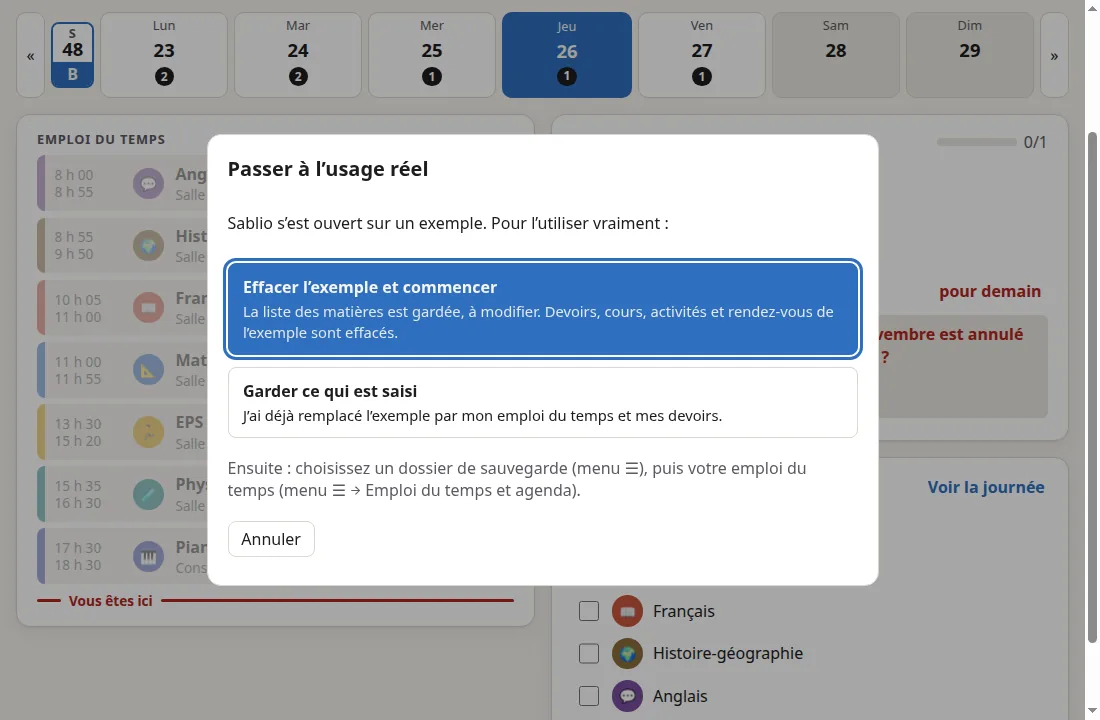 «
S
48
B
Lun
23
2
Mar
24
2
Mer
25
1
Jeu
26
1
Ven
27
1
Sam
28
Dim
29
»
EMPLOI DU TEMPS
8 h 00
8 h 55
Ang
Salle
8 h 55
9 h 50
Hist
Salle
10 h 05
11 h 00
Fran
Salle
11 h 00
11 h 55
Mat
Salle
13 h 30
15 h 20
EPS
Salle
15 h 35
16 h 30
Phys
Salle
17 h 30
18 h 30
Pian
Cons
Vous êtes ici
Passer à l’usage réel
Sablio s’est ouvert sur un exemple. Pour l’utiliser vraiment :
Effacer l’exemple et commencer
La liste des matières est gardée, à modifier. Devoirs, cours, activités et rendez-vous de
l’exemple sont effacés.
Garder ce qui est saisi
J’ai déjà remplacé l’exemple par mon emploi du temps et mes devoirs.
Ensuite : choisissez un dossier de sauvegarde (menu ☰), puis votre emploi du
temps (menu ☰ → Emploi du temps et agenda).
Annuler
0/1
pour demain
vembre est annulé
?
Voir la journée
Français
Histoire-géographie
Anglais